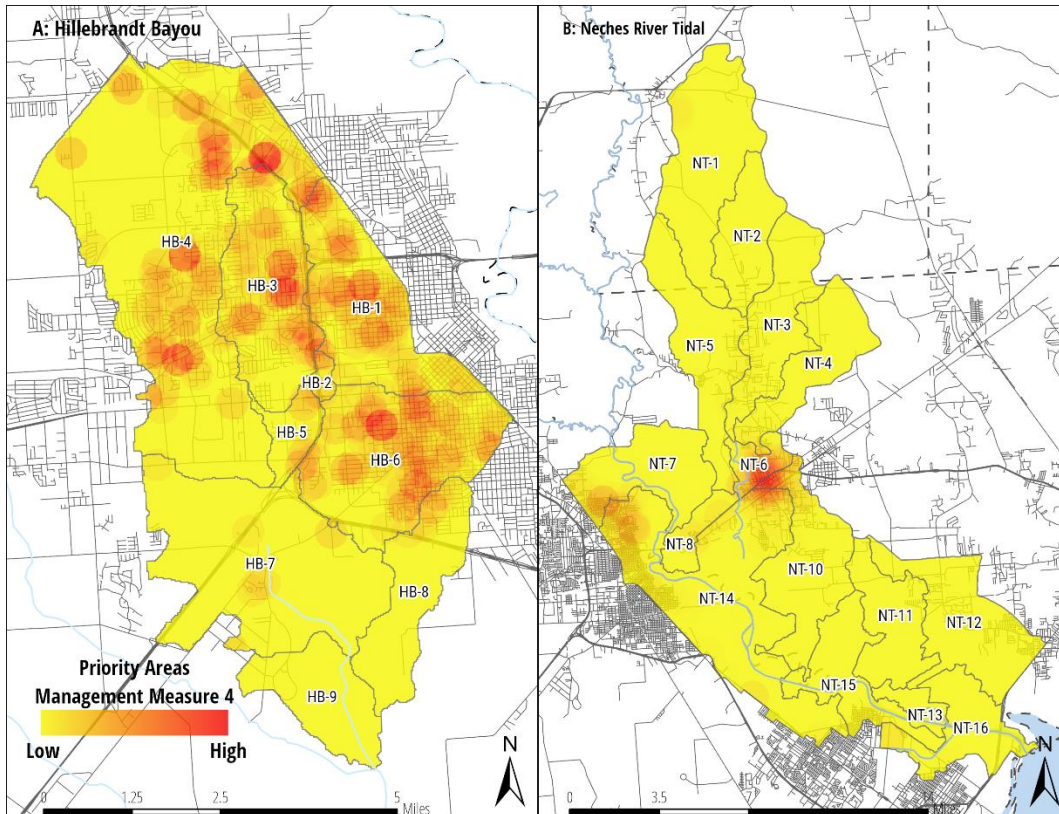 A: Hillebrandt Bayou
HB-4
HB-3
HB-1
HB-2
HB-5
HB-6
HB-7
HB-8
HB-9
Priority Areas
Management Measure 4
Low High
N
0 1.25 2.5 5
Miles
B: Neches River Tidal
NT-1
NT-2
NT-3
NT-5
NT-4
NT-7
NT-6
NT-8
NT-10
NT-14
NT-11
NT-12
NT-15
NT-13
NT-16
N
0 3.5 7
Miles